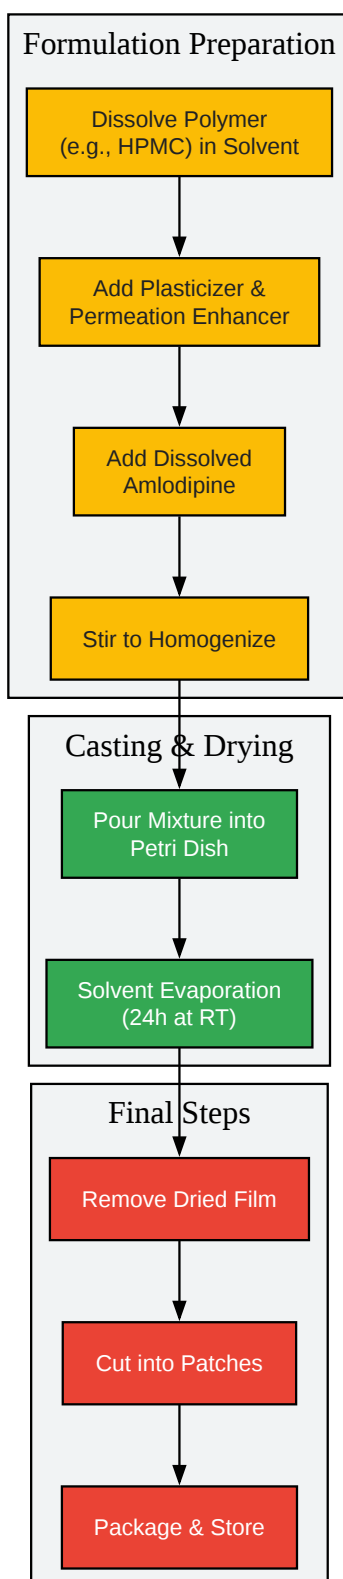 Formulation Preparation
Dissolve Polymer
(e.g., HPMC) in Solvent
Add Plasticizer &
Permeation Enhancer
Add Dissolved
Amlodipine
Stir to Homogenize
Casting & Drying
Pour Mixture into
Petri Dish
Solvent Evaporation
(24h at RT)
Final Steps
Remove Dried Film
Cut into Patches
Package & Store